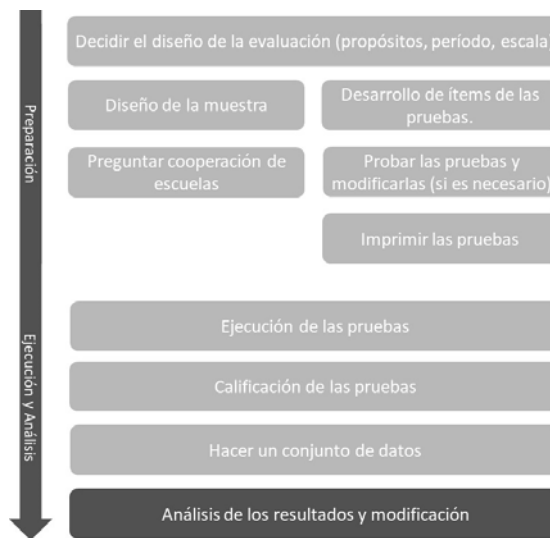 Decidir el diseño de la evaluación (propósitos, período, escala)
Preparación
Diseño de la muestra
Desarrollo de ítems de las
pruebas.
Preguntar cooperación de
escuelas
Probar las pruebas y
modificarlas (si es necesario)
Imprimir las pruebas
Ejecución y Análisis
Ejecución de las pruebas
Calificación de las pruebas
Hacer un conjunto de datos
Análisis de los resultados y modificación